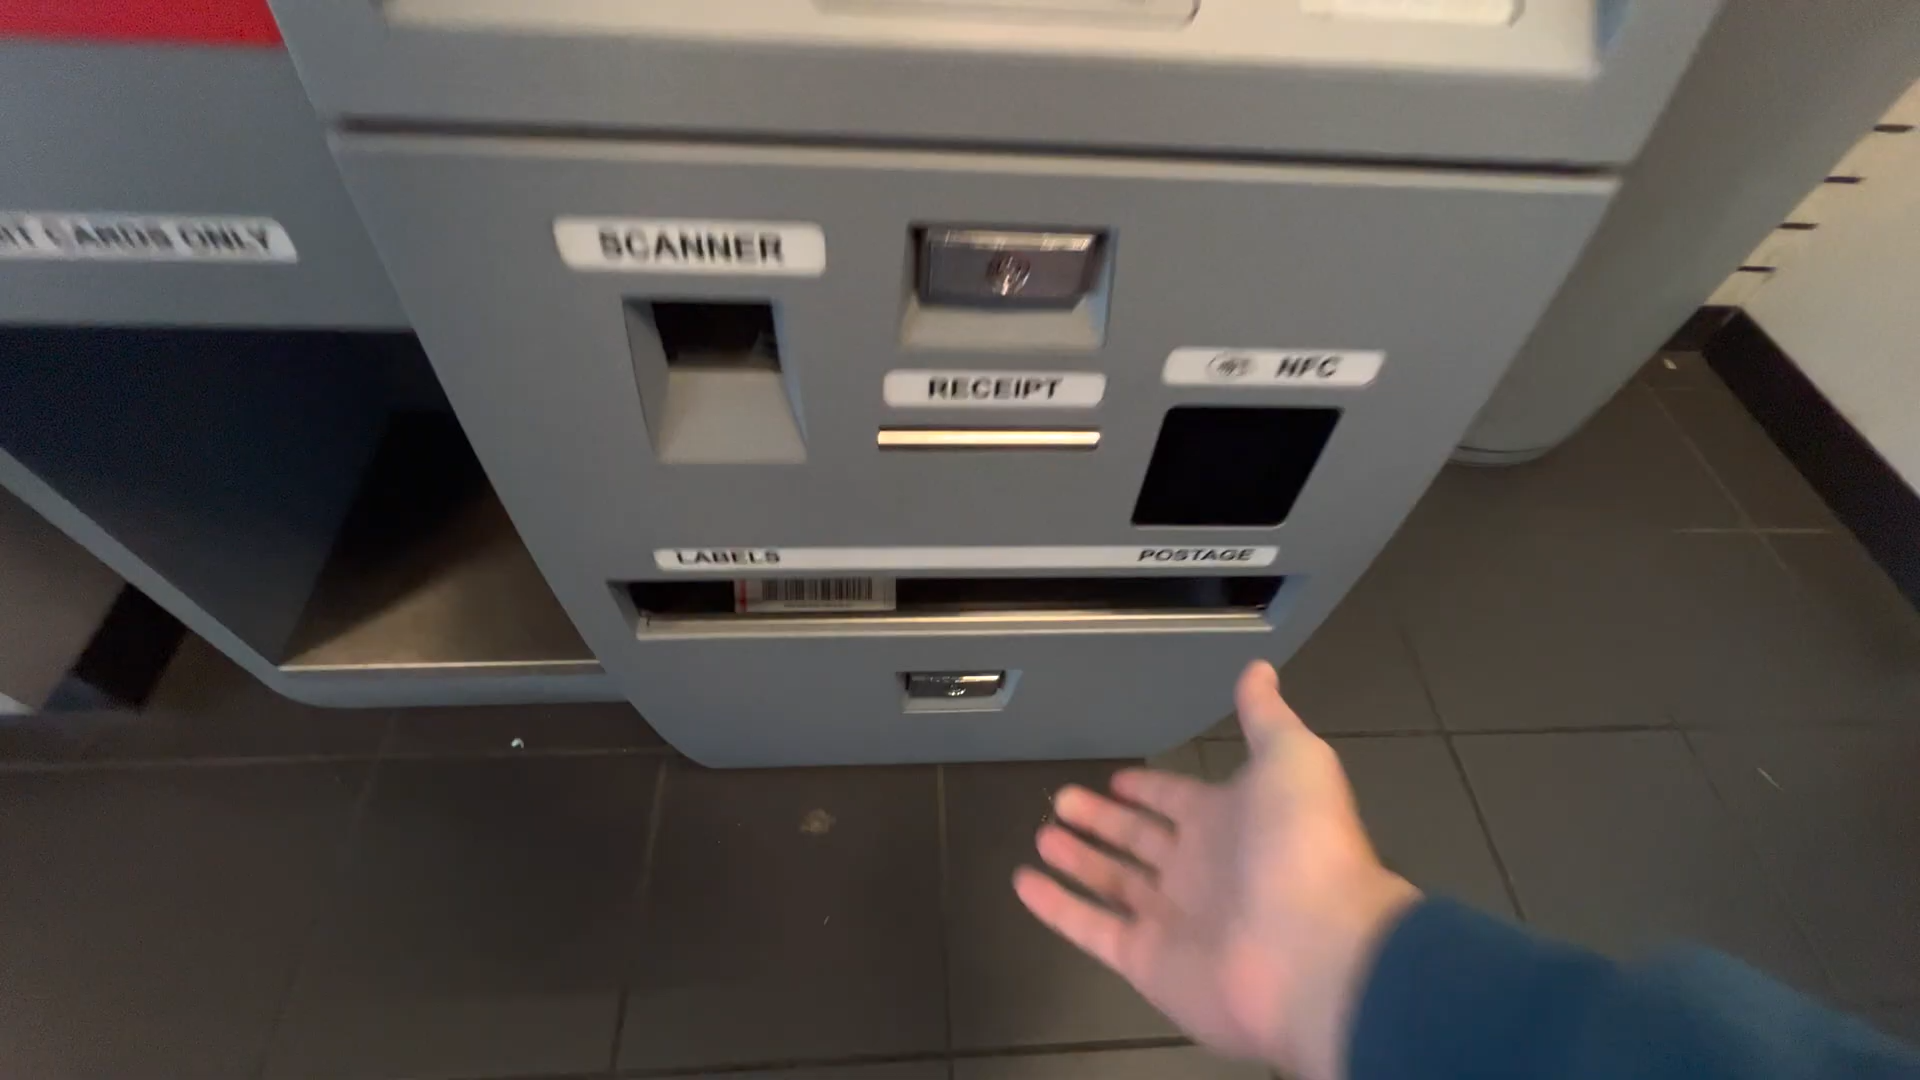 CARDS ONLY
SCANNER
RECEIPT
NFC
LABELS
POSTAGE